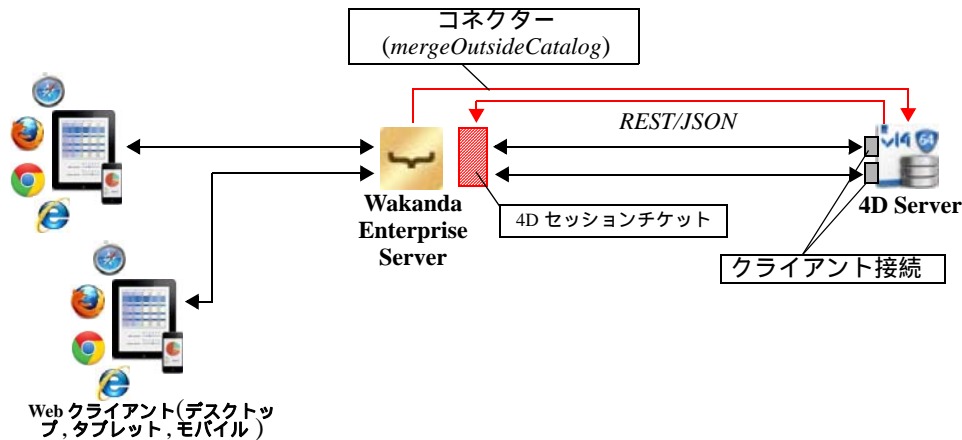 コネクター
(mergeOutsideCatalog)
REST/JSON
v14 64
Wakanda
Enterprise
Server
4D セッションチケット
4D Server
クライアント接続
Web クライアント(デスクトッ
プ , タブレット , モバイル )